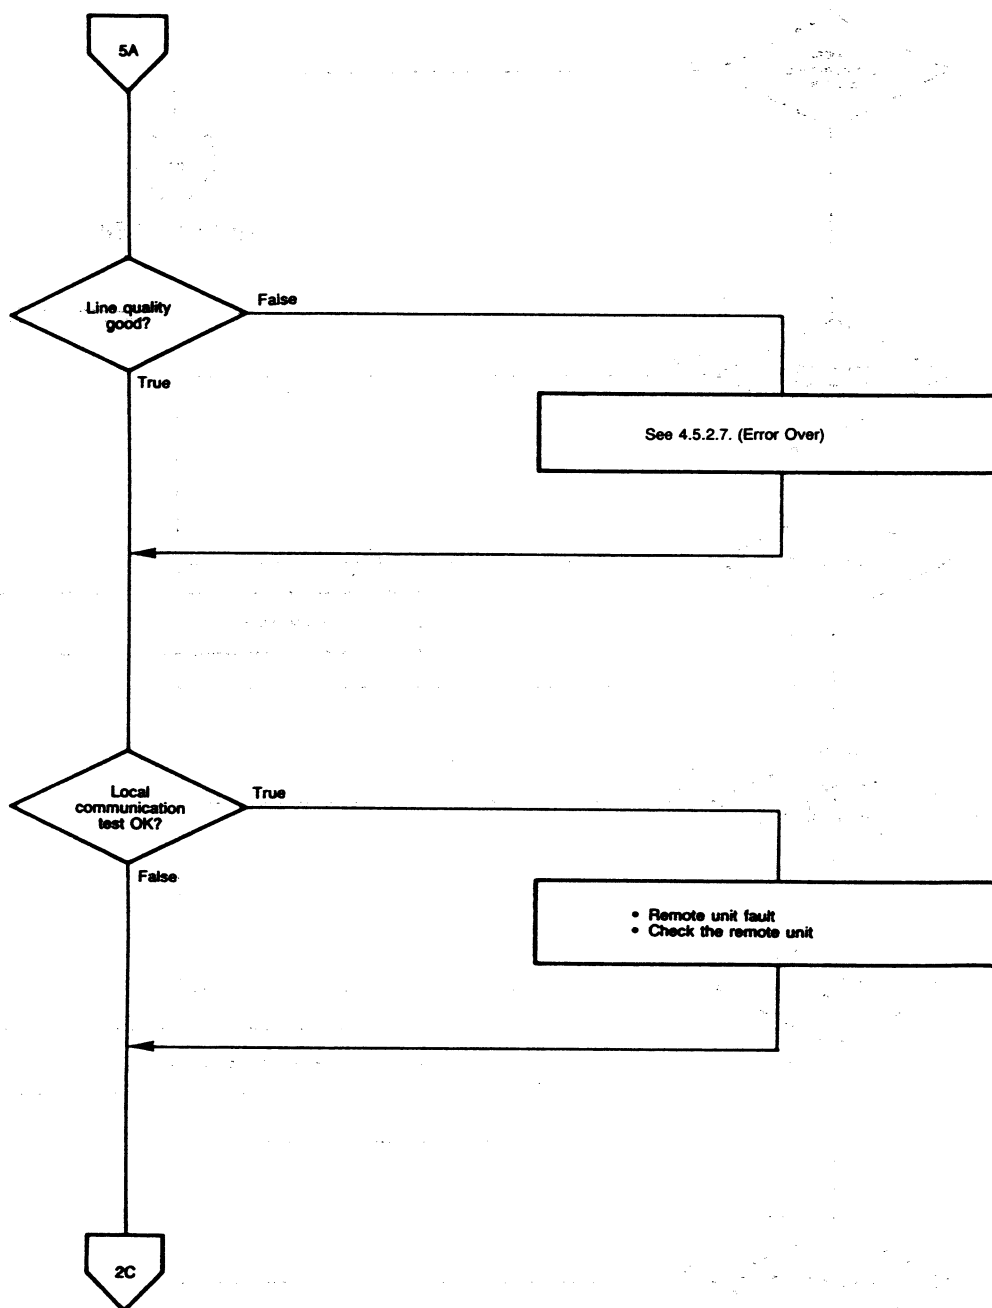 5A
Line quality
good?
False
True
See 4.5.2.7. (Error Over)
Local
communication
test OK?
True
False
• Remote unit fault
• Check the remote unit
2C